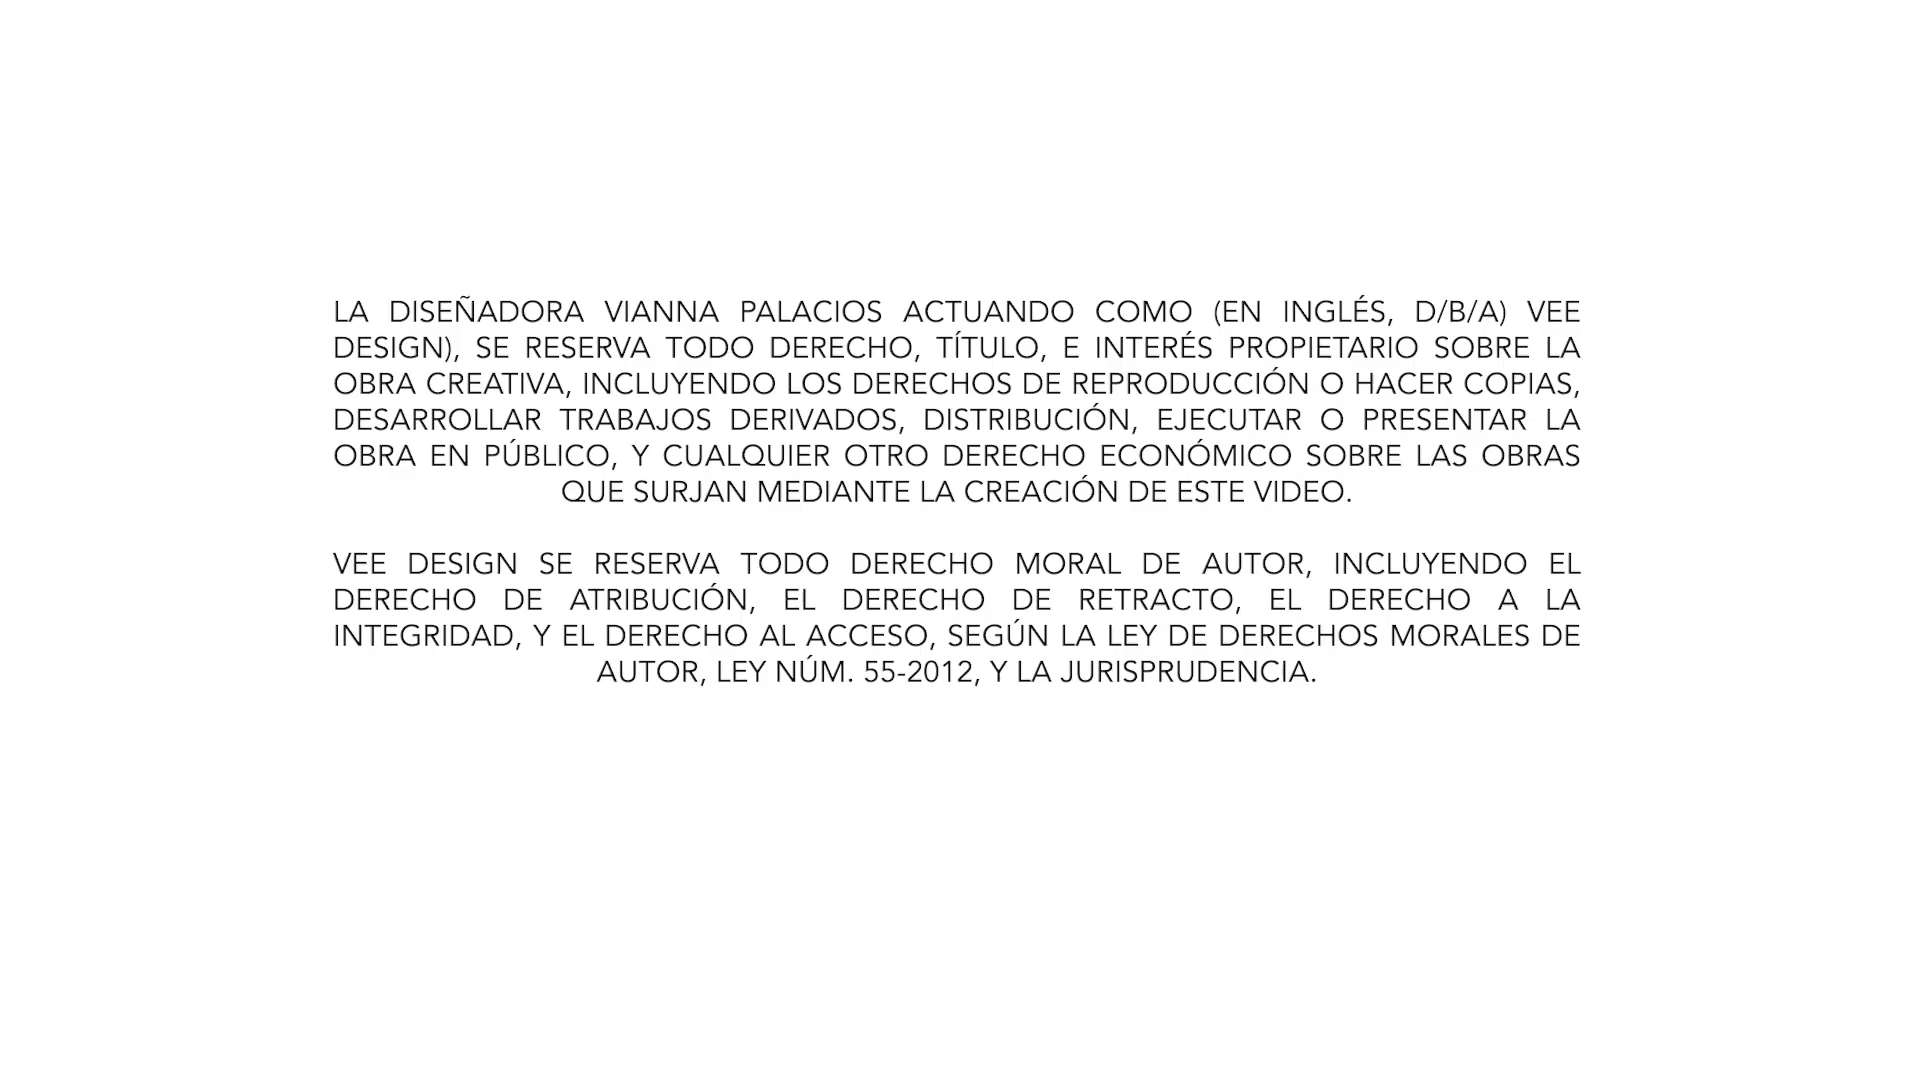 LA DISEÑADORA VIANNA PALACIOS ACTUANDO COMO (EN INGLÉS, D/B/A) VEE
DESIGN), SE RESERVA TODO DERECHO, TÍTULO, E INTERÉS PROPIETARIO SOBRE LA
OBRA CREATIVA, INCLUYENDO LOS DERECHOS DE REPRODUCCIÓN O HACER COPIAS,
DESARROLLAR TRABAJOS DERIVADOS, DISTRIBUCIÓN, EJECUTAR O PRESENTAR LA
OBRA EN PÚBLICO, Y CUALQUIER OTRO DERECHO ECONÓMICO SOBRE LAS OBRAS
QUE SURJAN MEDIANTE LA CREACIÓN DE ESTE VIDEO.
VEE DESIGN SE RESERVA TODO DERECHO MORAL DE AUTOR, INCLUYENDO EL
DERECHO DE ATRIBUCIÓN, EL DERECHO DE RETRACTO, EL DERECHO A LA
INTEGRIDAD, Y EL DERECHO AL ACCESO, SEGÚN LA LEY DE DERECHOS MORALES DE
AUTOR, LEY NÚM. 55-2012, Y LA JURISPRUDENCIA.